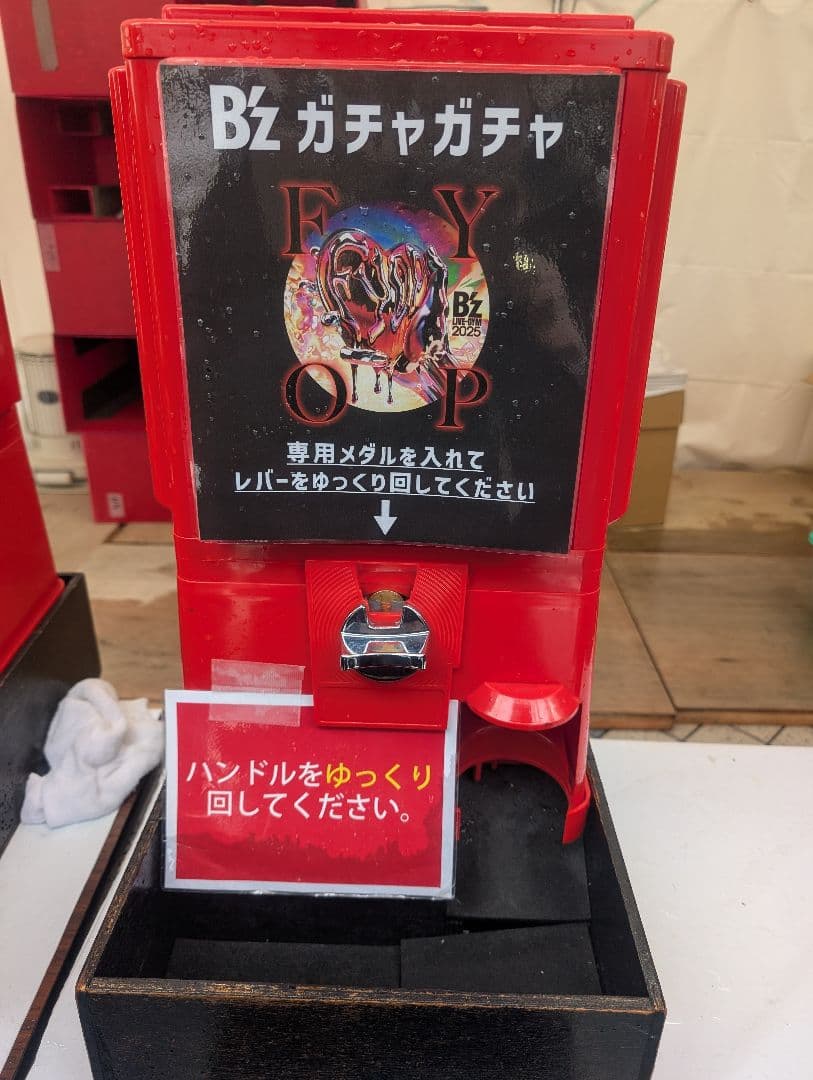 B'z ガチャガチャ
F Y
B'z
LIVE-GYM
2025
O P
専用メダルを入れて
レバーをゆっくり回してください
ハンドルをゆっくり
回してください。